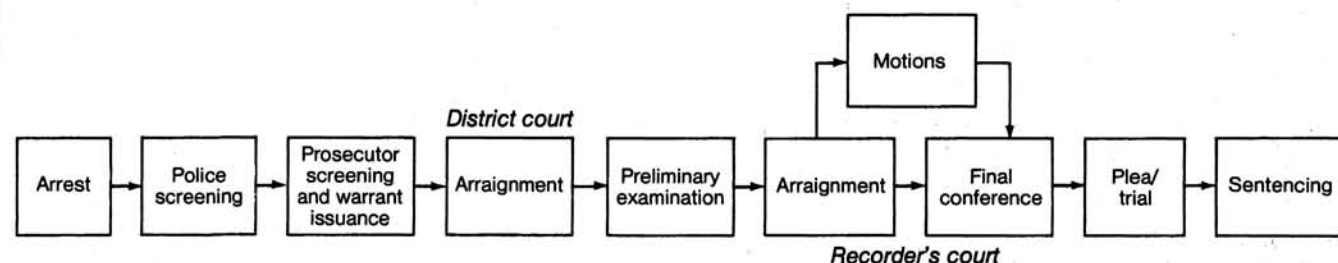 Motions
District court
Arrest
Police
screening
Prosecutor
screening
and warrant
issuance
Arraignment
Preliminary
examination
Arraignment
Final
conference
Plea/
trial
Sentencing
Recorder's court